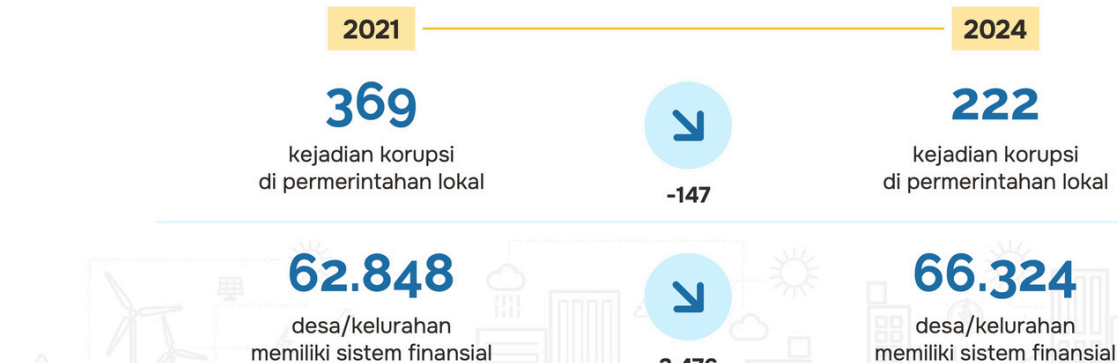 2021 2024
369 222
kejadian korupsi kejadian korupsi
di permerintahan lokal di permerintahan lokal
-147
62.848 66.324
desa/kelurahan desa/kelurahan
memiliki sistem finansial memiliki sistem finansial